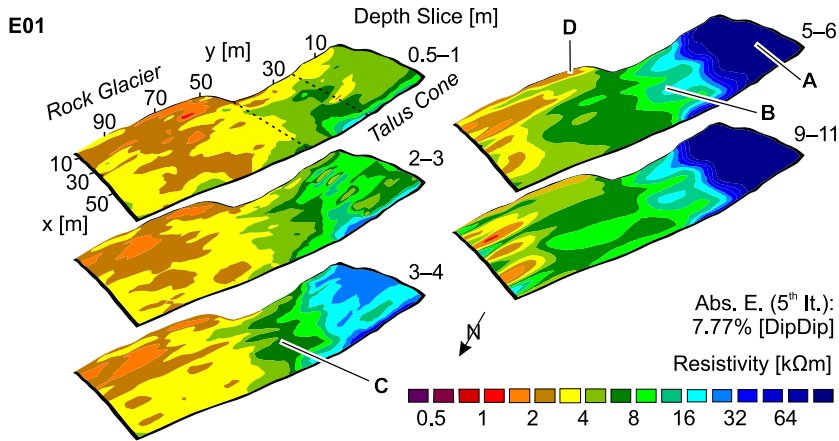 E01
Depth Slice [m]
y [m]
10
0.5–1
30
50
70
90
Rock Glacier
Talus Cone
10
30
50
x [m]
2–3
3–4
C
5–6
D
A
B
9–11
N
Abs. E. (5th It.):
7.77% [DipDip]
Resistivity [kΩm]
0.5 1 2 4 8 16 32 64